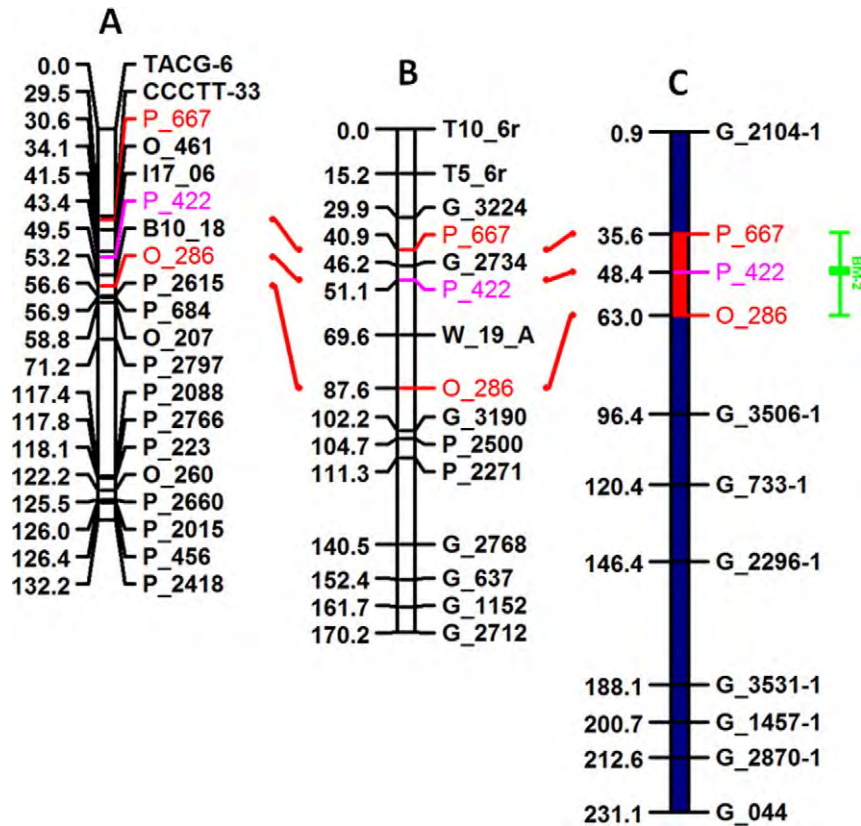 A
0.0 TACG-6
29.5 CCCTT-33
30.6 P_667
34.1 O_461
41.5 I17_06
43.4 P_422
49.5 B10_18
53.2 O_286
56.6 P_2615
56.9 P_684
58.8 O_207
71.2 P_2797
117.4 P_2088
117.8 P_2766
118.1 P_223
122.2 O_260
125.5 P_2660
126.0 P_2015
126.4 P_456
132.2 P_2418
B
0.0 T10_6r
15.2 T5_6r
29.9 G_3224
40.9 P_667
46.2 G_2734
51.1 P_422
69.6 W_19_A
87.6 O_286
102.2 G_3190
104.7 P_2500
111.3 P_2271
140.5 G_2768
152.4 G_637
161.7 G_1152
170.2 G_2712
C
0.9 G_2104-1
35.6 P_667
48.4 P_422
63.0 O_286
96.4 G_3506-1
120.4 G_733-1
146.4 G_2296-1
188.1 G_3531-1
200.7 G_1457-1
212.6 G_2870-1
231.1 G_044